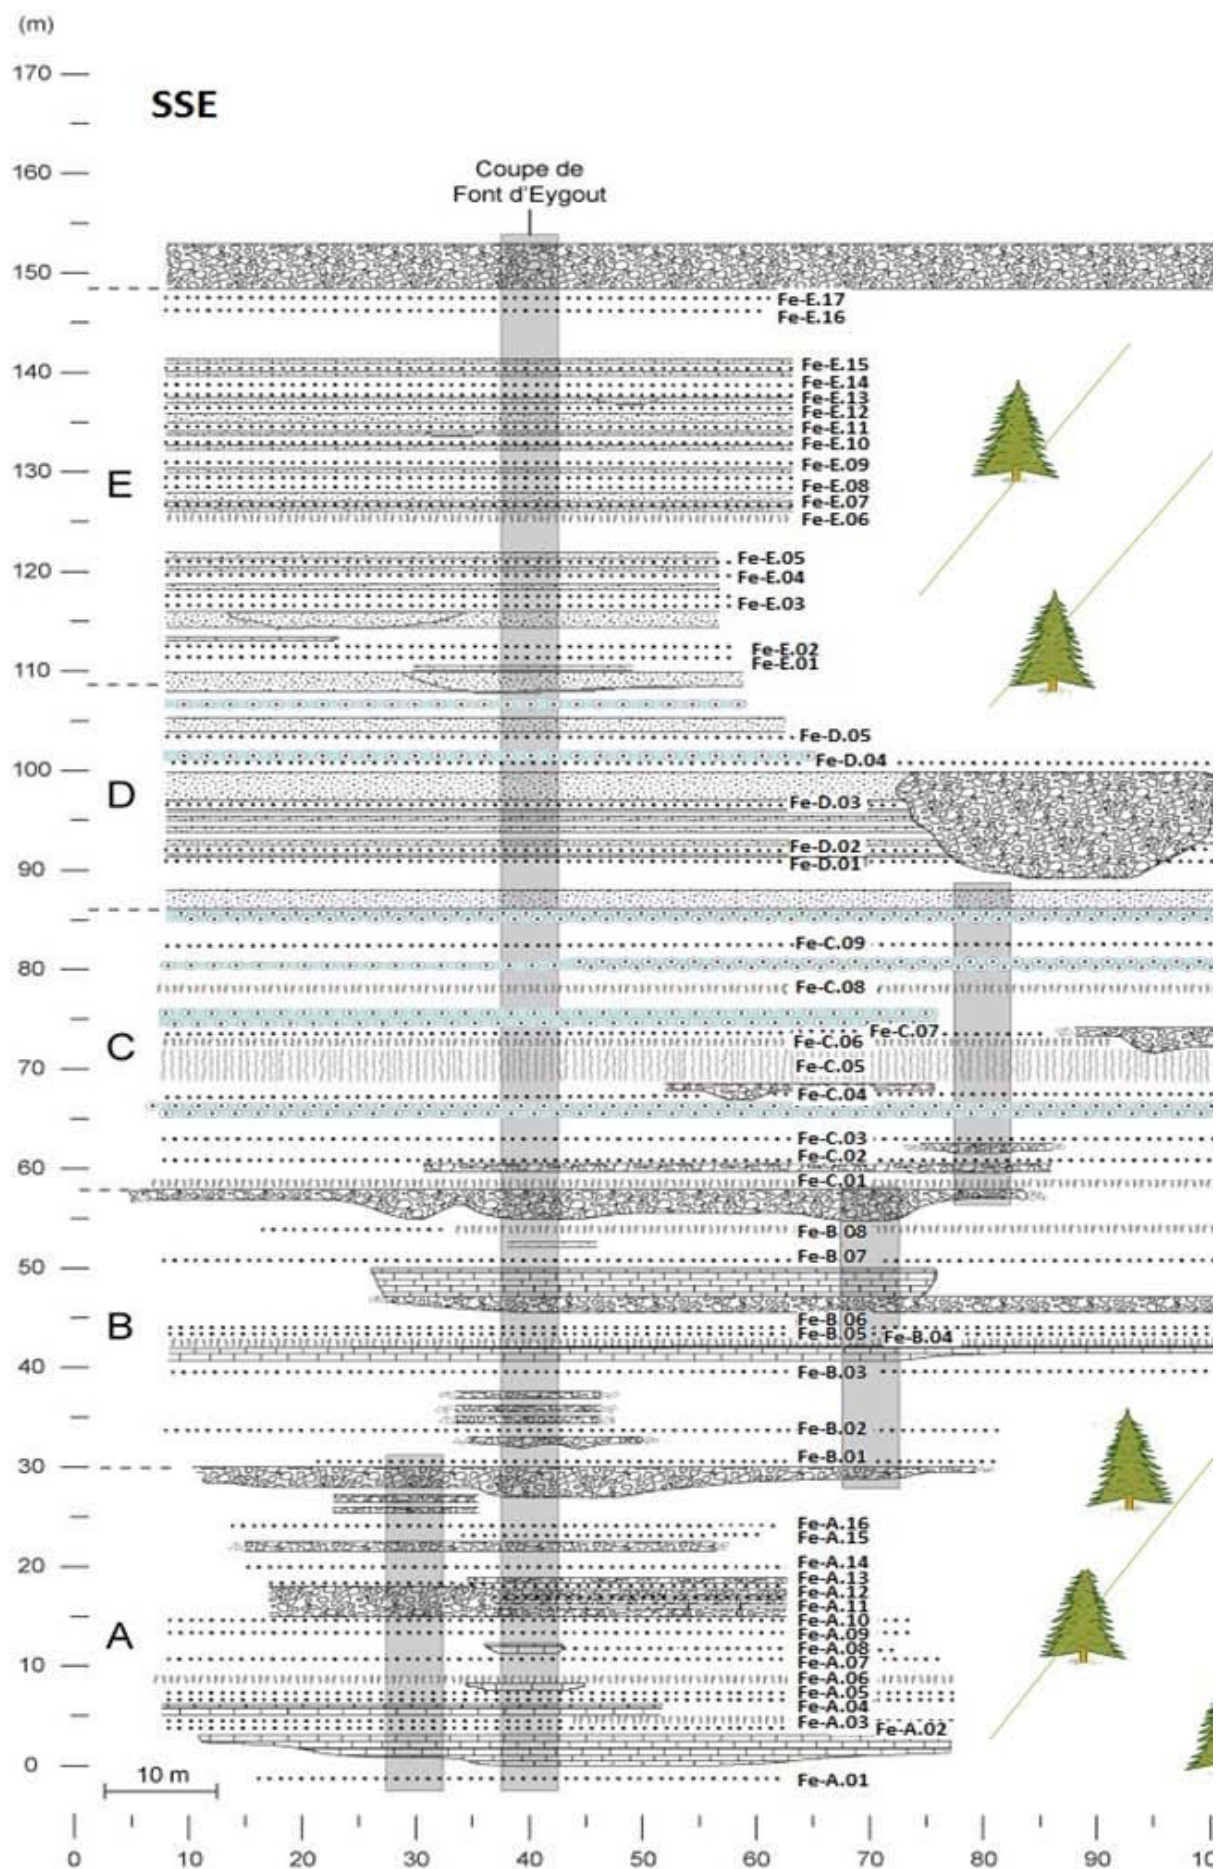 (m)
170
SSE
160
Coupe de
Font d'Eygout
150
Fe-E.17
Fe-E.16
140
Fe-E.15
Fe-E.14
Fe-E.13
Fe-E.12
Fe-E.11
Fe-E.10
130
Fe-E.09
E
Fe-E.08
Fe-E.07
Fe-E.06
120
Fe-E.05
Fe-E.04
Fe-E.03
110
Fe-E.02
Fe-E.01
Fe-D.05
Fe-D.04
100
D
Fe-D.03
Fe-D.02
Fe-D.01
90
Fe-C.09
80
Fe-C.08
Fe-C.07
C
Fe-C.06
70
Fe-C.05
Fe-C.04
Fe-C.03
60
Fe-C.02
Fe-C.01
Fe-B.08
50
Fe-B.07
B
Fe-B.06
Fe-B.05 Fe-B.04
40
Fe-B.03
Fe-B.02
30
Fe-B.01
Fe-A.16
Fe-A.15
20
Fe-A.14
Fe-A.13
Fe-A.12
Fe-A.11
A
Fe-A.10
Fe-A.09
Fe-A.08
10
Fe-A.07
Fe-A.06
Fe-A.05
Fe-A.04
Fe-A.03 Fe-A.02
0
10 m
Fe-A.01
0 10 20 30 40 50 60 70 80 90 10